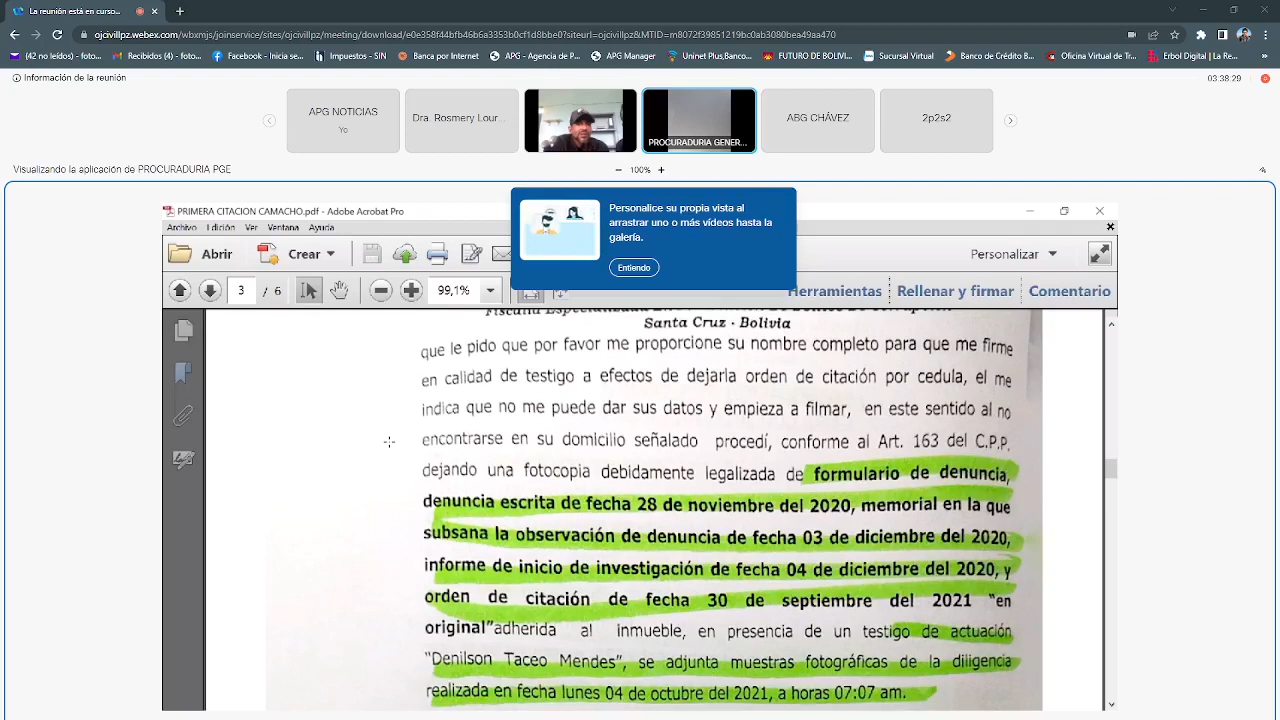 La reunión está en curso...
ojcivillpz.webex.com/wbxmjs/joinservice/sites/ojcivillpz/meeting/download/e0e358f44fb45b6a3353b0cf1d8bbe0?siteurl=ojcivillpz&MTID=m8072f39851219bc0ab3080bea49aed70
(42 no leídos) - foto... Recibidos (4) - foto... Facebook - Inicia se... Impuestos - SIN Banca por Internet APG - Agencia de P... APG Manager Uninet Plus,Banco... FUTURO DE BOLIVI... Sucursal Virtual Banco de Crédito B... Oficina Virtual de Tr... Erbol Digital | La Re... »
Información de la reunión 03:38:29
APG NOTICIAS
Yo
Dra. Rosmery Lour...
PROCURADURIA GENER...
ABG CHÁVEZ
2p2s2
Visualizando la aplicación de PROCURADURIA PGE
100%
Personalice su propia vista al
arrastrar uno o más vídeos hasta la
galería.
Entiendo
PRIMERA CITACION CAMACHO.pdf - Adobe Acrobat Pro
Archivo Edición Ver Ventana Ayuda
Abrir Crear Personalizar
3 / 6 99,1% Herramientas Rellenar y firmar Comentario
Santa Cruz - Bolivia
que le pido que por favor me proporcione su nombre completo para que me firme
en calidad de testigo a efectos de dejarla orden de citación por cedula, el me
indica que no me puede dar sus datos y empieza a filmar, en este sentido al no
encontrarse en su domicilio señalado procedí, conforme al Art. 163 del C.P.P.
dejando una fotocopia debidamente legalizada de formulario de denuncia,
denuncia escrita de fecha 28 de noviembre del 2020, memorial en la que
subsana la observación de denuncia de fecha 03 de diciembre del 2020,
informe de inicio de investigación de fecha 04 de diciembre del 2020, y
orden de citación de fecha 30 de septiembre del 2021 "en
original"adherida al inmueble, en presencia de un testigo de actuación
"Denilson Taceo Mendes", se adjunta muestras fotográficas de la diligencia
realizada en fecha lunes 04 de octubre del 2021, a horas 07:07 am.